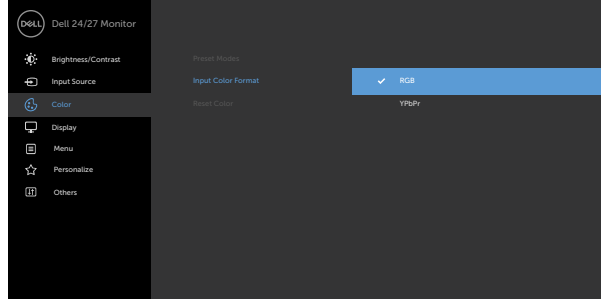 DELL Dell 24/27 Monitor
Brightness/Contrast
Preset Modes
Input Source
Input Color Format
RGB
Color
Reset Color
YPbPr
Display
Menu
Personalize
Others